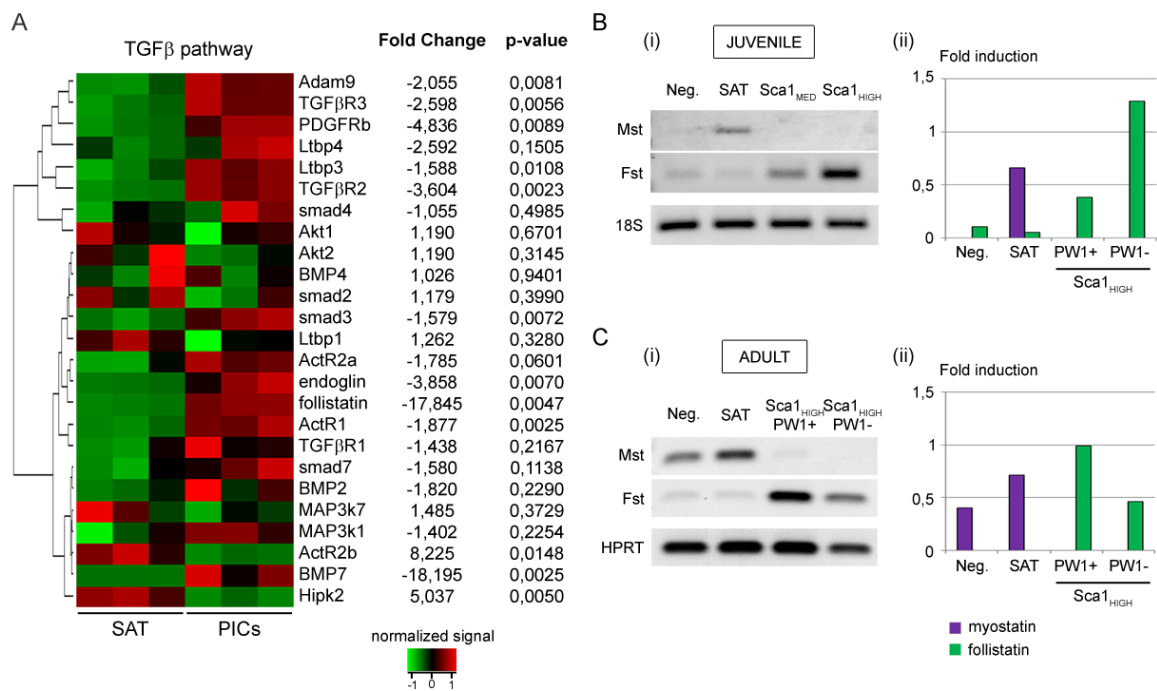 A
TGFβ pathway
Fold Change
p-value
Adam9 -2,055 0,0081
TGFβR3 -2,598 0,0056
PDGFRb -4,836 0,0089
Ltbp4 -2,592 0,1505
Ltbp3 -1,588 0,0108
TGFβR2 -3,604 0,0023
smad4 -1,055 0,4985
Akt1 1,190 0,6701
Akt2 1,190 0,3145
BMP4 1,026 0,9401
smad2 1,179 0,3990
smad3 -1,579 0,0072
Ltbp1 1,262 0,3280
ActR2a -1,785 0,0601
endoglin -3,858 0,0070
follistatin -17,845 0,0047
ActR1 -1,877 0,0025
TGFβR1 -1,438 0,2167
smad7 -1,580 0,1138
BMP2 -1,820 0,2290
MAP3k7 1,485 0,3729
MAP3k1 -1,402 0,2254
ActR2b 8,225 0,0148
BMP7 -18,195 0,0025
Hipk2 5,037 0,0050
SAT PICs
normalized signal
-1 0 1
B
(i) JUVENILE
Neg. SAT Sca1MED Sca1HIGH
Mst
Fst
18S
(ii)
Fold induction
1,5
1
0,5
0
Neg. SAT PW1+ PW1-
Sca1HIGH
C
(i) ADULT
Neg. SAT Sca1HIGH PW1+ Sca1HIGH PW1-
Mst
Fst
HPRT
(ii)
Fold induction
1,5
1
0,5
0
Neg. SAT PW1+ PW1-
Sca1HIGH
myostatin
follistatin